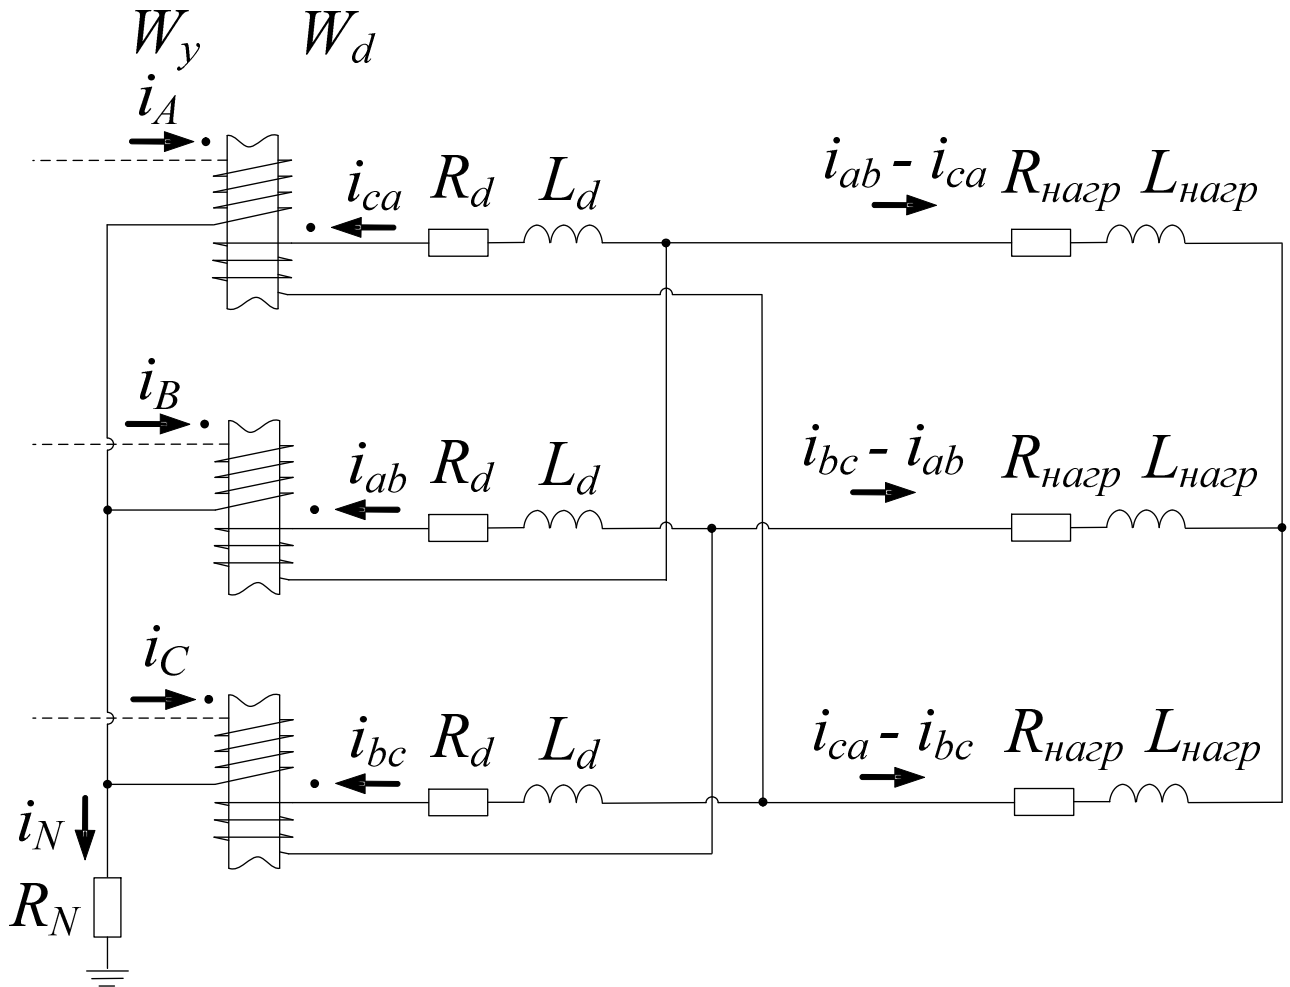 W_y W_d
i_A
i_ca R_d L_d i_ab - i_ca R_нагр L_нагр
i_B
i_ab R_d L_d i_bc - i_ab R_нагр L_нагр
i_C
i_bc R_d L_d i_ca - i_bc R_нагр L_нагр
i_N
R_N